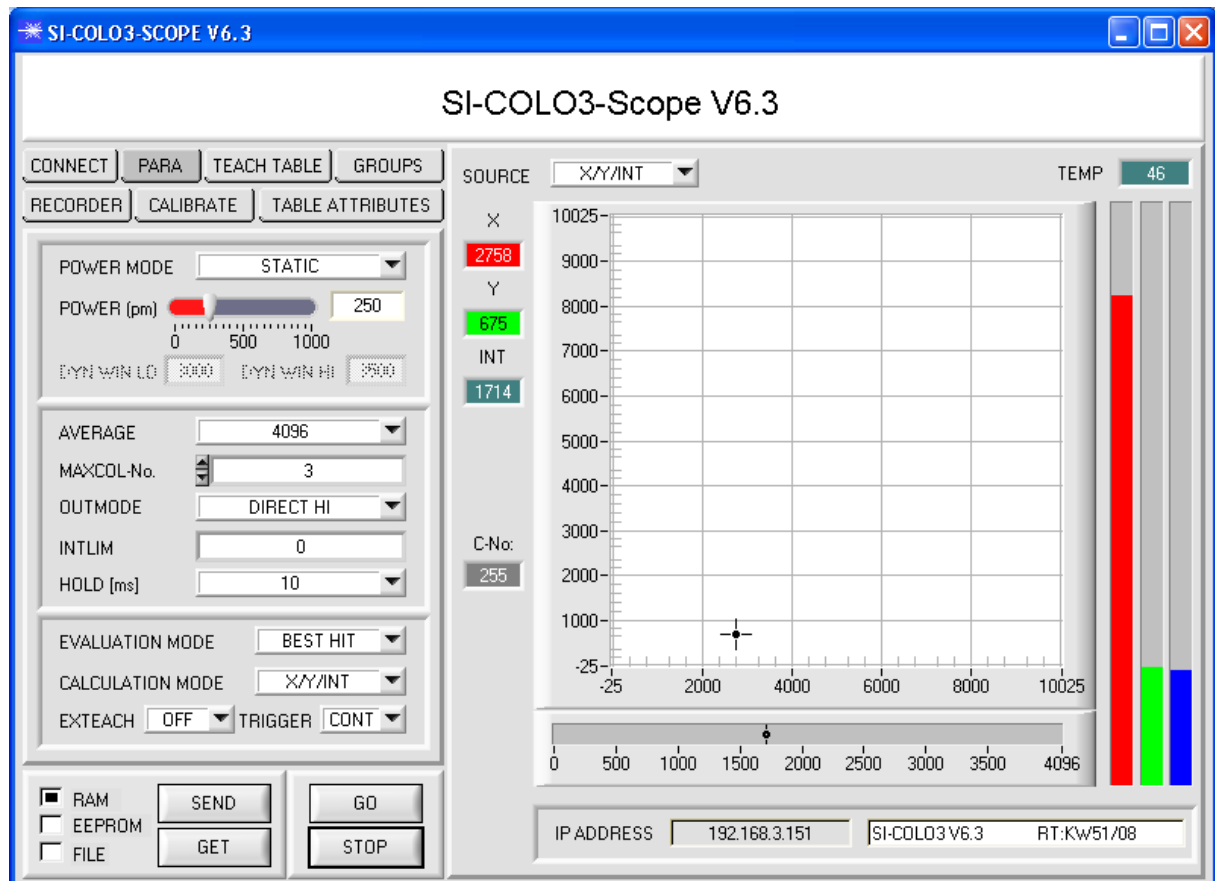 SI-COLO3-SCOPE V6.3
SI-COLO3-Scope V6.3
CONNECT PARA TEACH TABLE GROUPS
RECORDER CALIBRATE TABLE ATTRIBUTES
POWER MODE STATIC
POWER (pm) 250
0 500 1000
DYN WIN LO 3000 DYN WIN HI 3500
AVERAGE 4096
MAXCOL-No. 3
OUTMODE DIRECT HI
INTLIM 0
HOLD [ms] 10
EVALUATION MODE BEST HIT
CALCULATION MODE X/Y/INT
EXTEACH OFF TRIGGER CONT
RAM
EEPROM
FILE
SEND
GET
GO
STOP
SOURCE X/Y/INT
TEMP 46
X
2758
Y
675
INT
1714
C-No:
255
10025
9000
8000
7000
6000
5000
4000
3000
2000
1000
-25
-25 2000 4000 6000 8000 10025
0 500 1000 1500 2000 2500 3000 3500 4096
IP ADDRESS 192.168.3.151 SI-COLO3 V6.3 RT:KW51/08